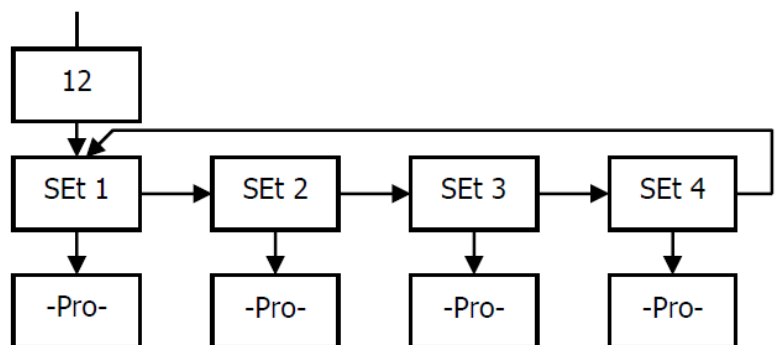 12
SEt 1
SEt 2
SEt 3
SEt 4
-Pro-
-Pro-
-Pro-
-Pro-